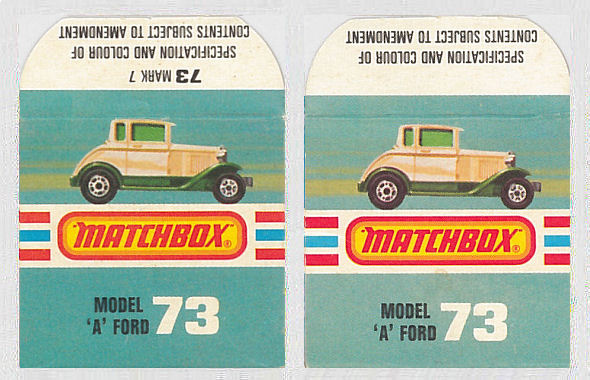 SPECIFICATION AND COLOUR OF
CONTENTS SUBJECT TO AMENDMENT
73 MARK 7
MATCHBOX®
MODEL
'A' FORD 73
SPECIFICATION AND COLOUR OF
CONTENTS SUBJECT TO AMENDMENT
MATCHBOX®
MODEL
'A' FORD 73